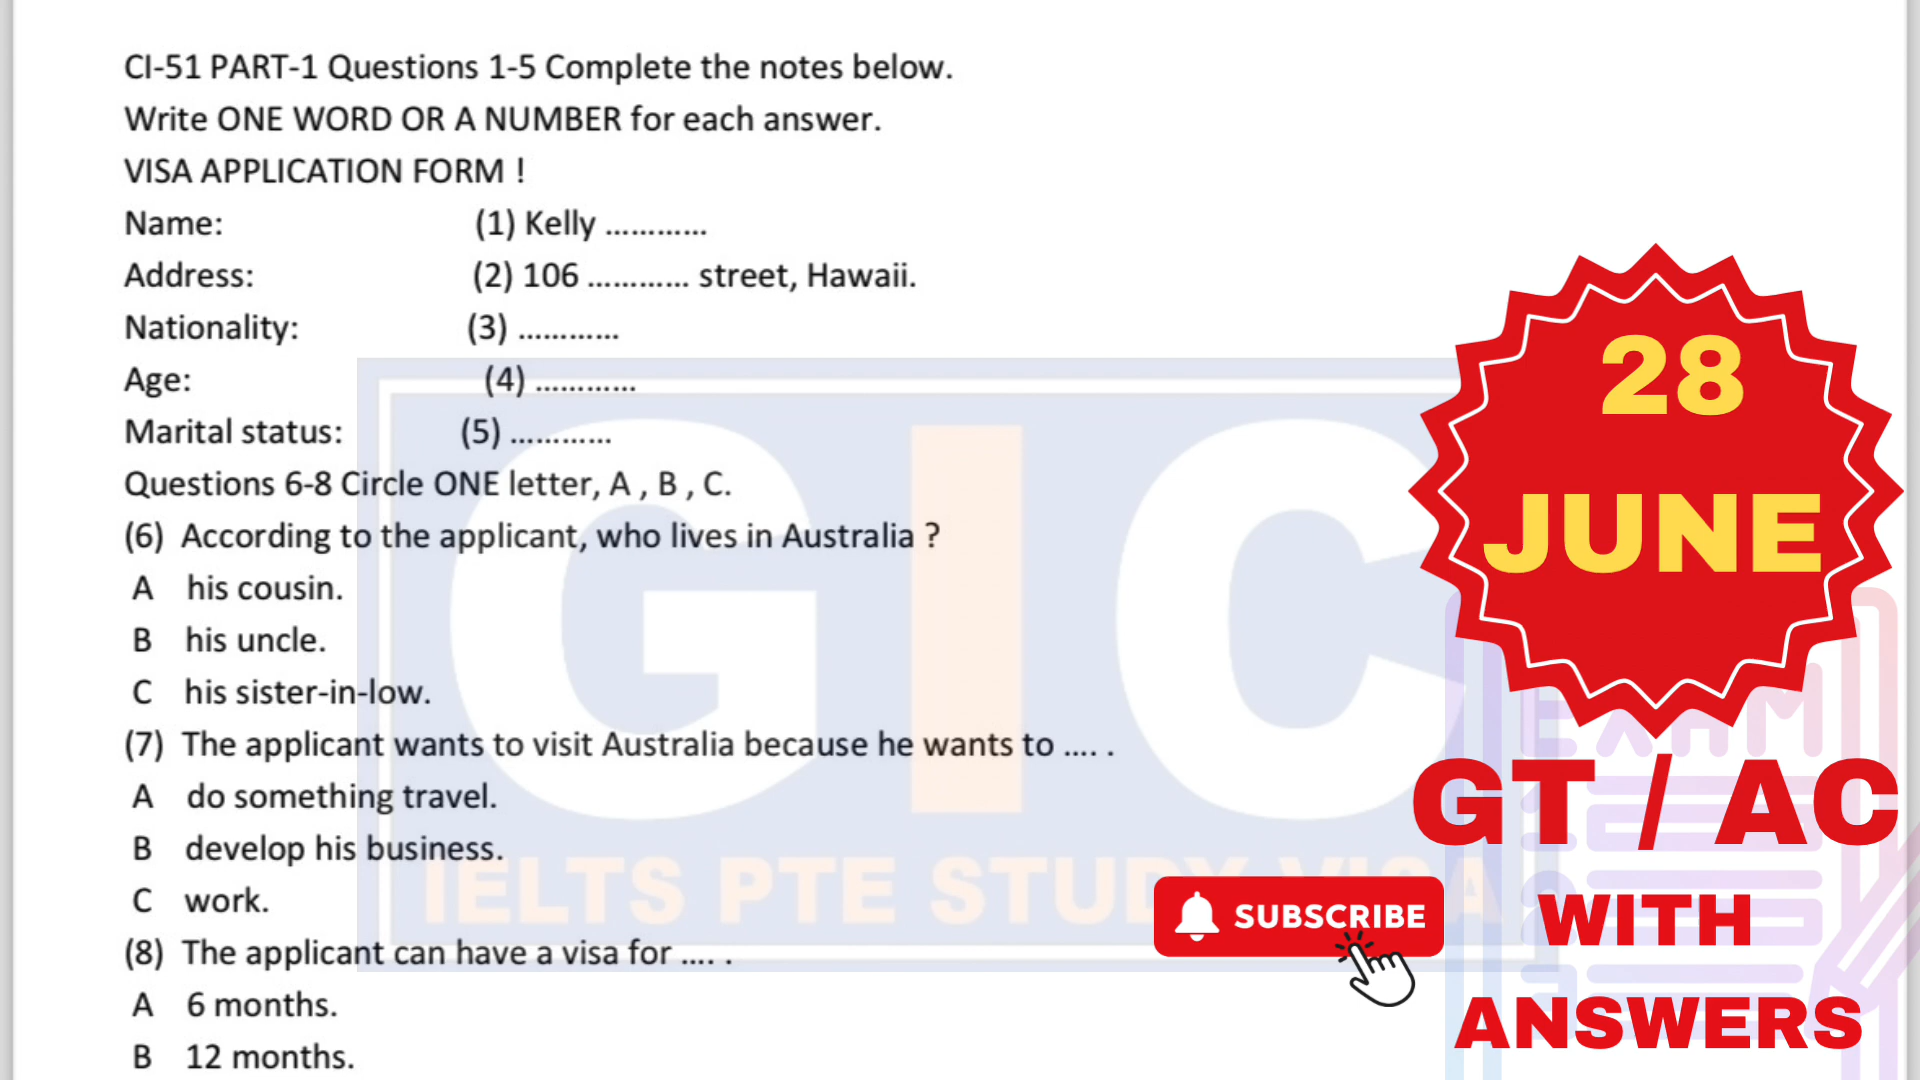 CI-51 PART-1 Questions 1-5 Complete the notes below.
Write ONE WORD OR A NUMBER for each answer.
VISA APPLICATION FORM !
Name: (1) Kelly ............
Address: (2) 106 ............ street, Hawaii.
Nationality: (3) ............
Age: (4) ............
Marital status: (5) ............
Questions 6-8 Circle ONE letter, A , B , C.
(6) According to the applicant, who lives in Australia ?
A his cousin.
B his uncle.
C his sister-in-low.
(7) The applicant wants to visit Australia because he wants to .... .
A do something travel.
B develop his business.
C work.
(8) The applicant can have a visa for .... .
A 6 months.
B 12 months.
GIC
IELTS PTE STUDY VISA
SUBSCRIBE
28
JUNE
EXAM
GT / AC
WITH
ANSWERS